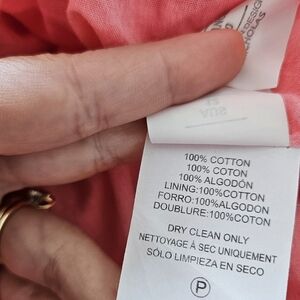 100% COTTON
100% COTON
100% ALGODÓN
LINING:100%COTTON
FORRO:100%ALGODON
DOUBLURE:100%COTON
DRY CLEAN ONLY
NETTOYAGE À SEC UNIQUEMENT
SÓLO LIMPIEZA EN SECO
P